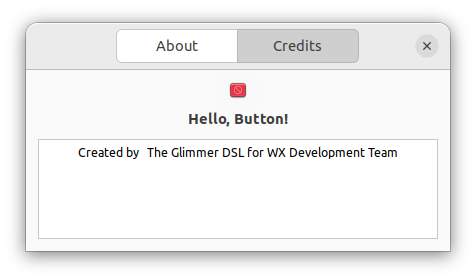 About Credits
Hello, Button!
Created by The Glimmer DSL for WX Development Team